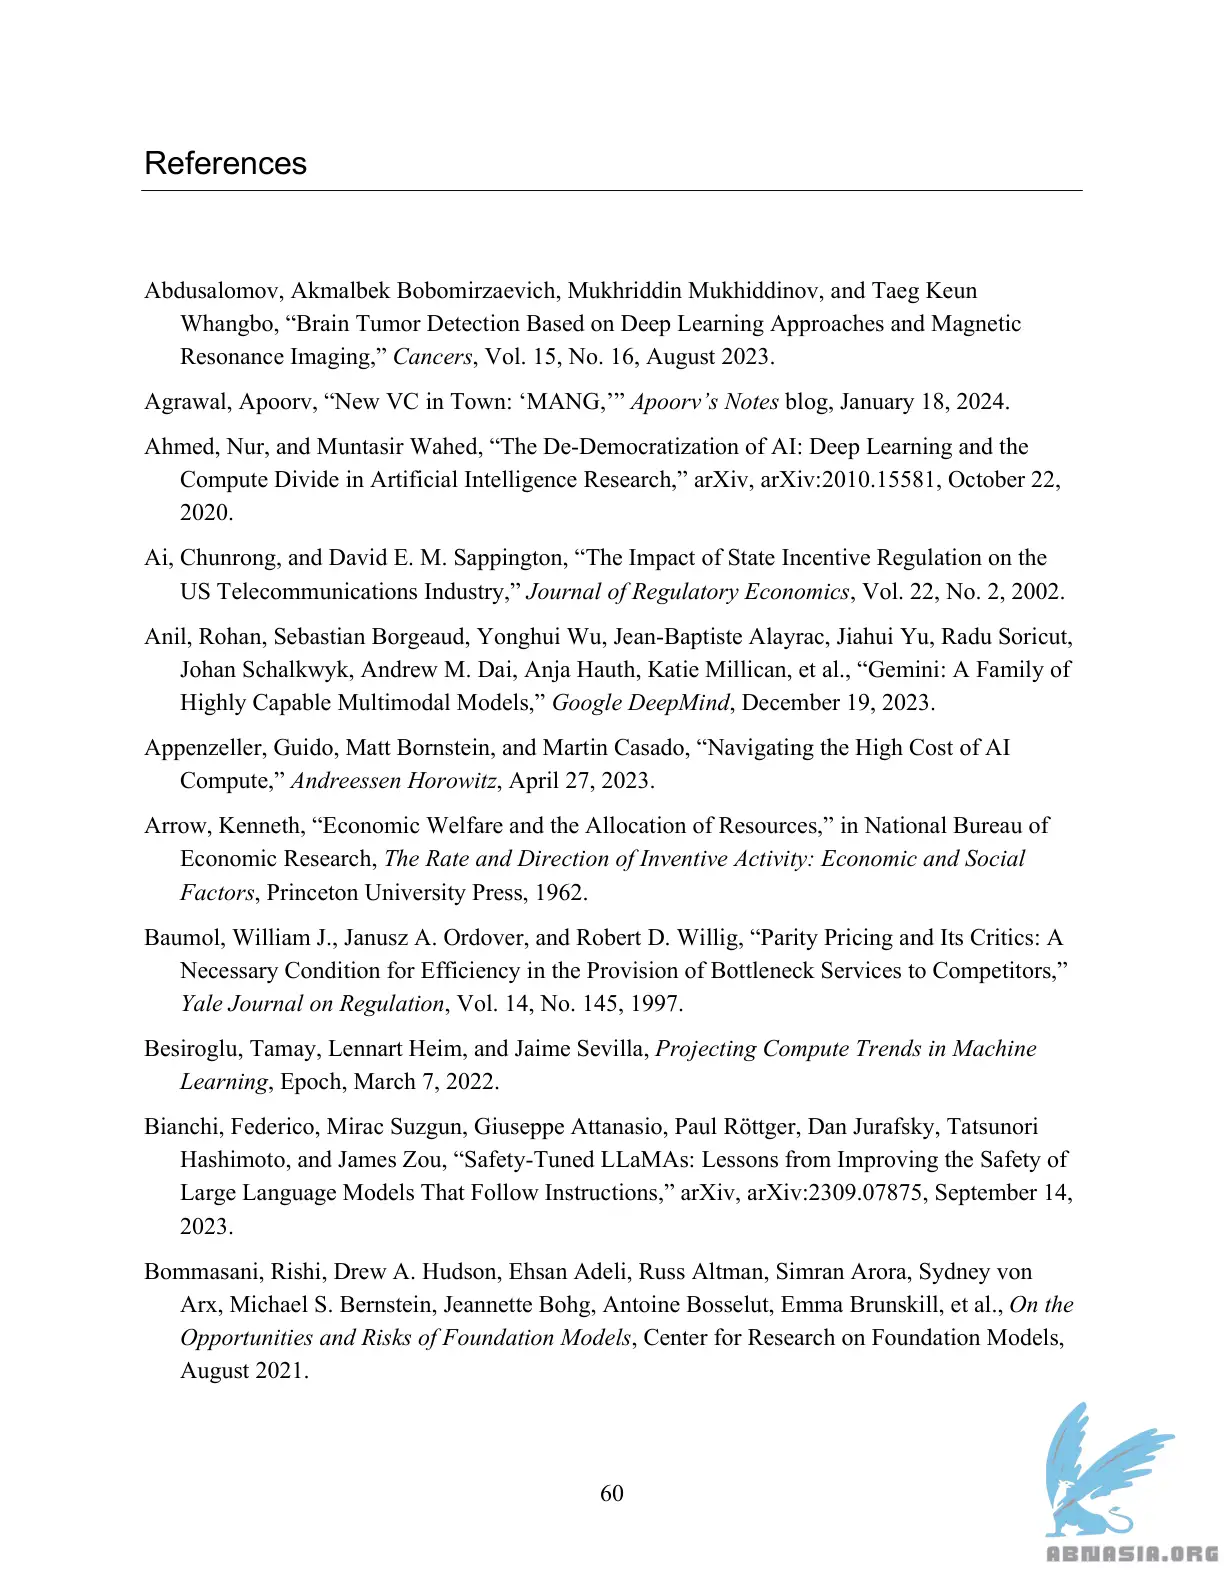 References
Abdusalomov, Akmalbek Bobomirzaevich, Mukhriddin Mukhiddinov, and Taeg Keun
Whangbo, “Brain Tumor Detection Based on Deep Learning Approaches and Magnetic
Resonance Imaging,” Cancers, Vol. 15, No. 16, August 2023.
Agrawal, Apoorv, “New VC in Town: ‘MANG,’” Apoorv’s Notes blog, January 18, 2024.
Ahmed, Nur, and Muntasir Wahed, “The De-Democratization of AI: Deep Learning and the
Compute Divide in Artificial Intelligence Research,” arXiv, arXiv:2010.15581, October 22,
2020.
Ai, Chunrong, and David E. M. Sappington, “The Impact of State Incentive Regulation on the
US Telecommunications Industry,” Journal of Regulatory Economics, Vol. 22, No. 2, 2002.
Anil, Rohan, Sebastian Borgeaud, Yonghui Wu, Jean-Baptiste Alayrac, Jiahui Yu, Radu Soricut,
Johan Schalkwyk, Andrew M. Dai, Anja Hauth, Katie Millican, et al., “Gemini: A Family of
Highly Capable Multimodal Models,” Google DeepMind, December 19, 2023.
Appenzeller, Guido, Matt Bornstein, and Martin Casado, “Navigating the High Cost of AI
Compute,” Andreessen Horowitz, April 27, 2023.
Arrow, Kenneth, “Economic Welfare and the Allocation of Resources,” in National Bureau of
Economic Research, The Rate and Direction of Inventive Activity: Economic and Social
Factors, Princeton University Press, 1962.
Baumol, William J., Janusz A. Ordover, and Robert D. Willig, “Parity Pricing and Its Critics: A
Necessary Condition for Efficiency in the Provision of Bottleneck Services to Competitors,”
Yale Journal on Regulation, Vol. 14, No. 145, 1997.
Besiroglu, Tamay, Lennart Heim, and Jaime Sevilla, Projecting Compute Trends in Machine
Learning, Epoch, March 7, 2022.
Bianchi, Federico, Mirac Suzgun, Giuseppe Attanasio, Paul Röttger, Dan Jurafsky, Tatsunori
Hashimoto, and James Zou, “Safety-Tuned LLaMAs: Lessons from Improving the Safety of
Large Language Models That Follow Instructions,” arXiv, arXiv:2309.07875, September 14,
2023.
Bommasani, Rishi, Drew A. Hudson, Ehsan Adeli, Russ Altman, Simran Arora, Sydney von
Arx, Michael S. Bernstein, Jeannette Bohg, Antoine Bosselut, Emma Brunskill, et al., On the
Opportunities and Risks of Foundation Models, Center for Research on Foundation Models,
August 2021.
60
ABNASIA.ORG